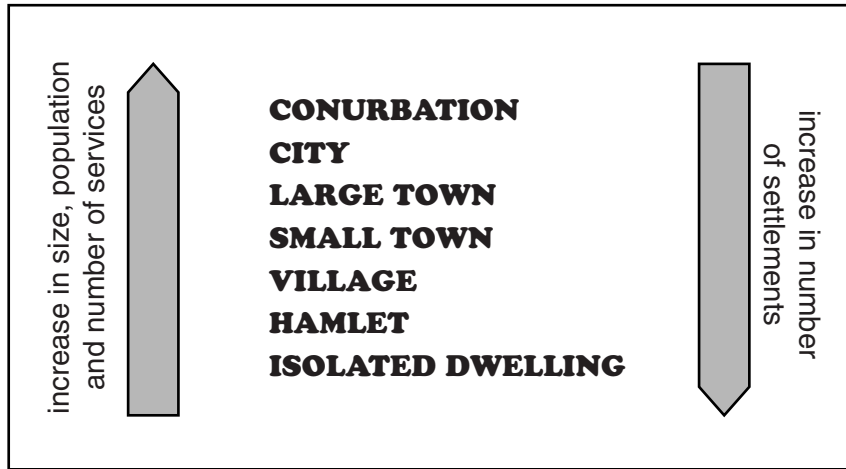 increase in size, population
and number of services
CONURBATION
CITY
LARGE TOWN
SMALL TOWN
VILLAGE
HAMLET
ISOLATED DWELLING
increase in number
of settlements